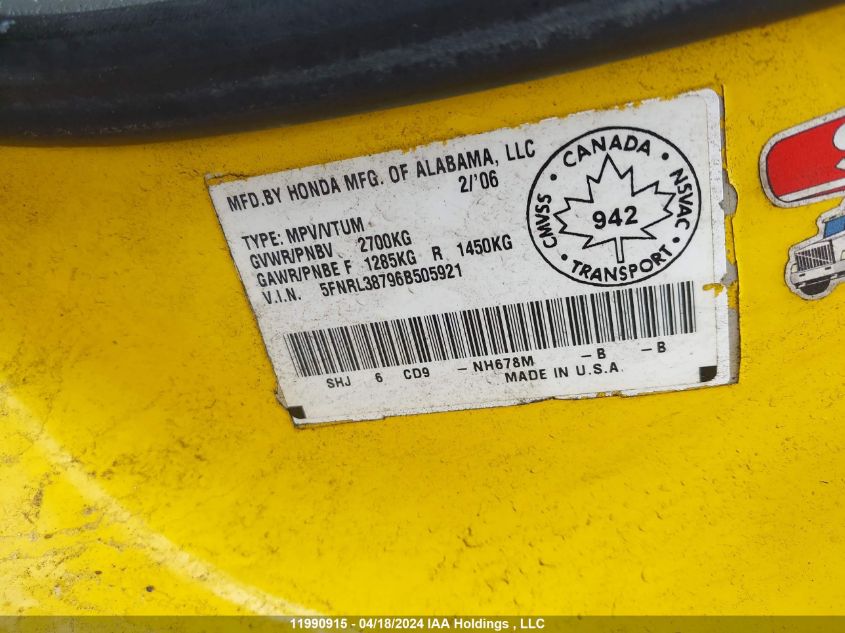 MFD.BY HONDA MFG. OF ALABAMA, LLC
2/'06
TYPE: MPV/VTUM
GVWR/PNBV 2700KG
GAWR/PNBE F 1285KG R 1450KG
V.I.N. 5FNRL38796B505921
CANADA • NSVAC • TRANSPORT • CMVSS •
942
SHJ 6 CD9 - NH678M - B - B
MADE IN U.S.A
11990915 - 04/18/2024 IAA Holdings , LLC